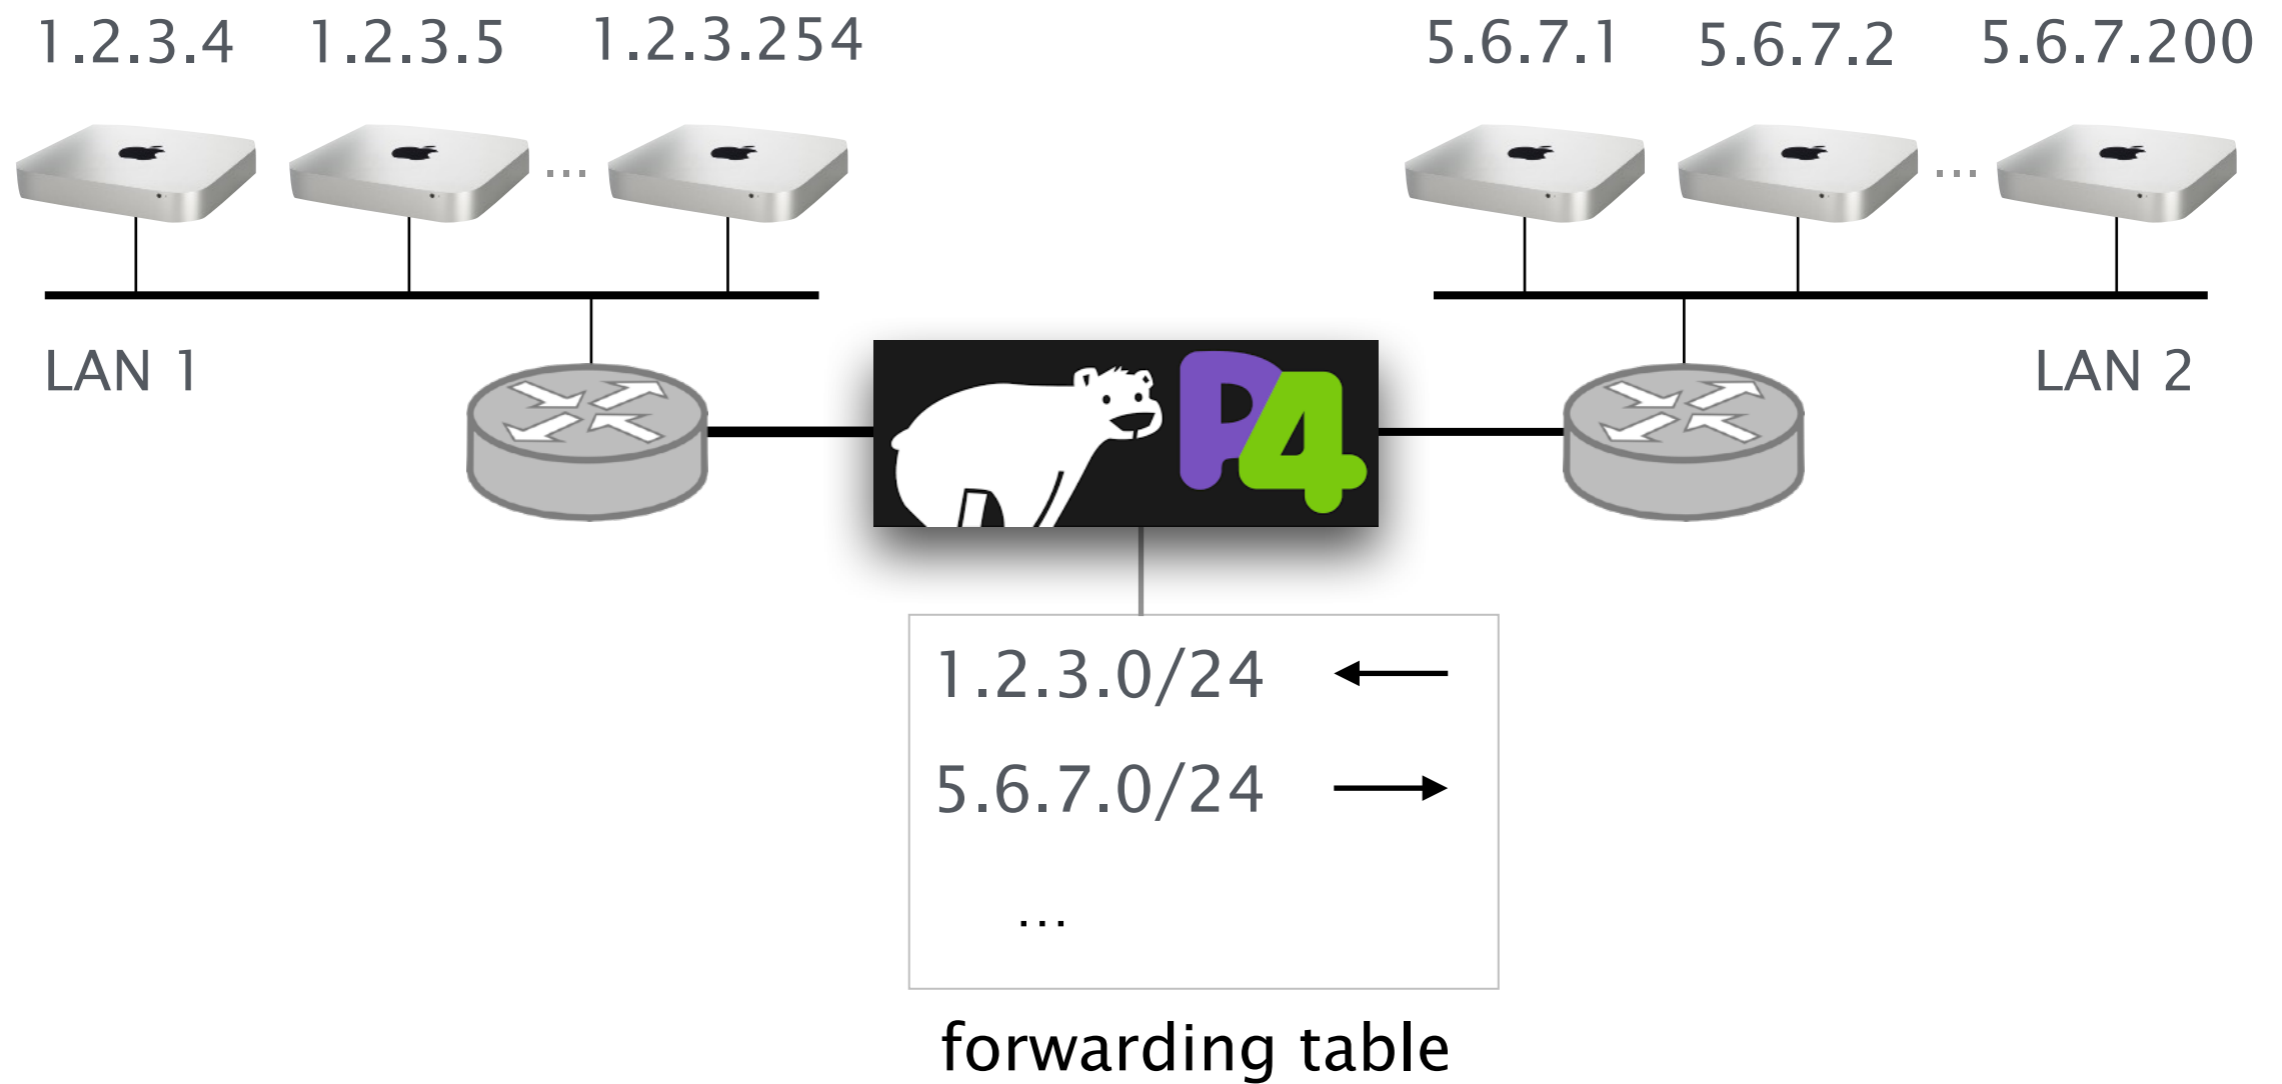 1.2.3.4 1.2.3.5 1.2.3.254 5.6.7.1 5.6.7.2 5.6.7.200
... ...
LAN 1 LAN 2
P4
1.2.3.0/24 ←
5.6.7.0/24 →
...
forwarding table